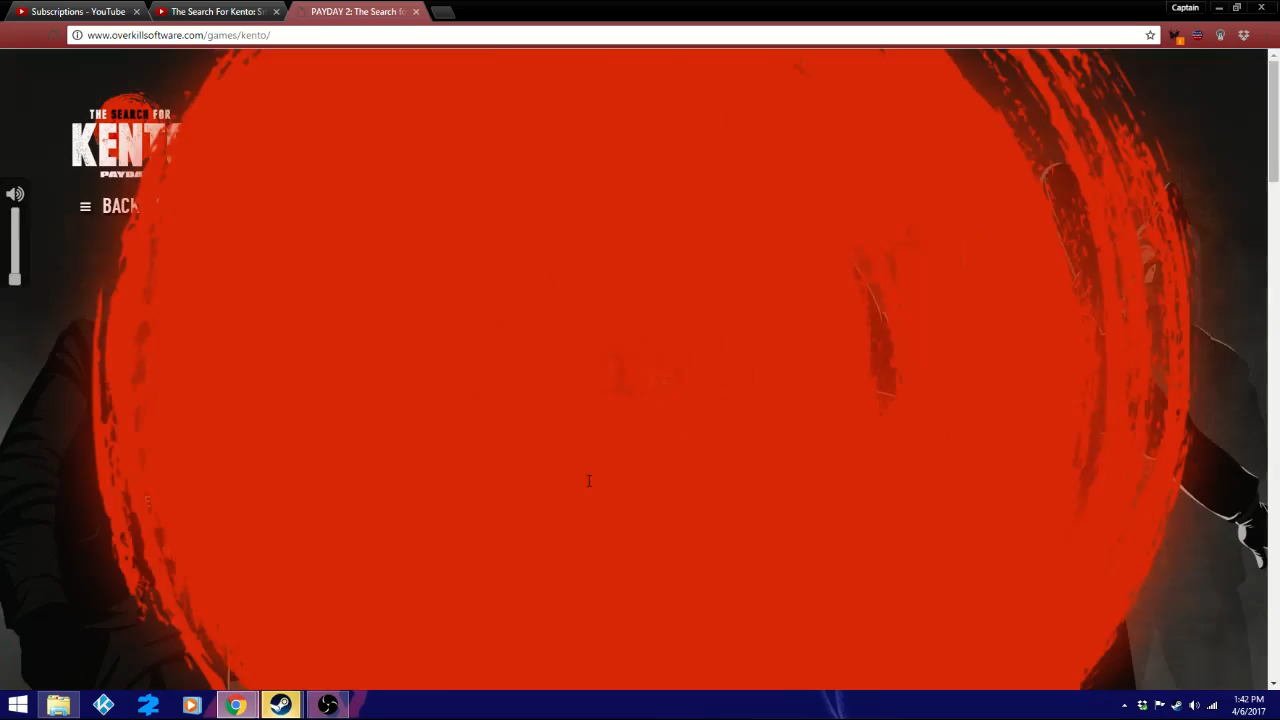 Subscriptions - YouTube
The Search For Kento: S
PAYDAY 2: The Search fo
Captain
www.overkillsoftware.com/games/kento/
THE SEARCH FOR
KENT
PAYDA
BACK
1:42 PM
4/6/2017